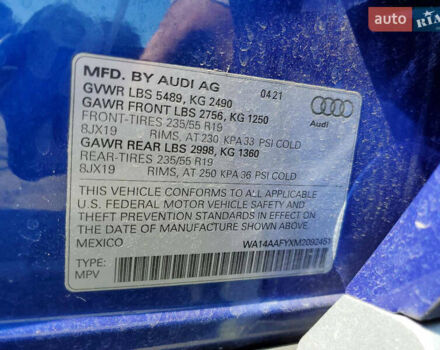 auto RIA
MFD. BY AUDI AG
GVWR LBS 5489, KG 2490 04 21
GAWR FRONT LBS 2756, KG 1250
FRONT-TIRES 235/55 R19
8JX19 RIMS, AT 230 KPA 33 PSI COLD
GAWR REAR LBS 2998, KG 1360
REAR-TIRES 235/55 R19
8JX19 RIMS, AT 250 KPA 36 PSI COLD
Audi
THIS VEHICLE CONFORMS TO ALL APPLICABLE
U.S. FEDERAL MOTOR VEHICLE SAFETY AND
THEFT PREVENTION STANDARDS IN EFFECT ON
THE DATE OF MANUFACTURE SHOWN ABOVE.
MEXICO WA14AAFYXM2092451
TYPE:
MPV